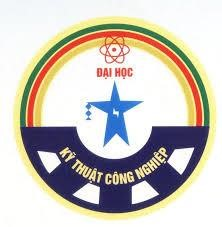 ĐẠI HỌC
KỸ THUẬT CÔNG NGHIỆP